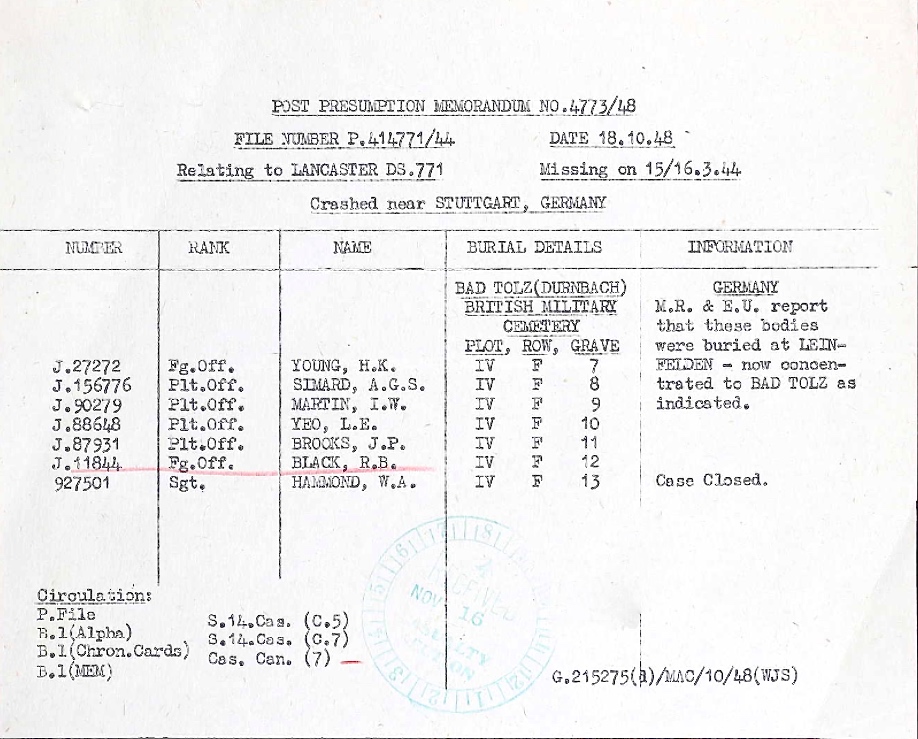 POST PRESUMPTION MEMORANDUM NO.4773/48
FILE NUMBER P.414771/44 DATE 18.10.48
Relating to LANCASTER DS.771 Missing on 15/16.3.44
Crashed near STUTTGART, GERMANY
NUMBER RANK NAME BURIAL DETAILS INFORMATION
BAD TOLZ(DURNBACH) GERMANY
BRITISH MILITARY M.R. & E.U. report
CEMETERY that these bodies
PLOT, ROW, GRAVE were buried at LEIN-
J.27272 Fg.Off. YOUNG, H.K. IV F 7 FELDEN - now concen-
J.156776 Plt.Off. SIMARD, A.G.S. IV F 8 trated to BAD TOLZ as
J.90279 Plt.Off. MARTIN, I.W. IV F 9 indicated.
J.88648 Plt.Off. YEO, L.E. IV F 10
J.87931 Plt.Off. BROOKS, J.P. IV F 11
J.11844 Fg.Off. BLACK, R.B. IV F 12
927501 Sgt. HAMMOND, W.A. IV F 13 Case Closed.
Circulation:
P.File S.14.Cas. (C.5)
B.1(Alpha) S.14.Cas. (C.7)
B.1(Chron.Cards) Cas. Can. (7)
B.1(MEM)
NOV 16
G.215275( )/MAC/10/48(WJS)